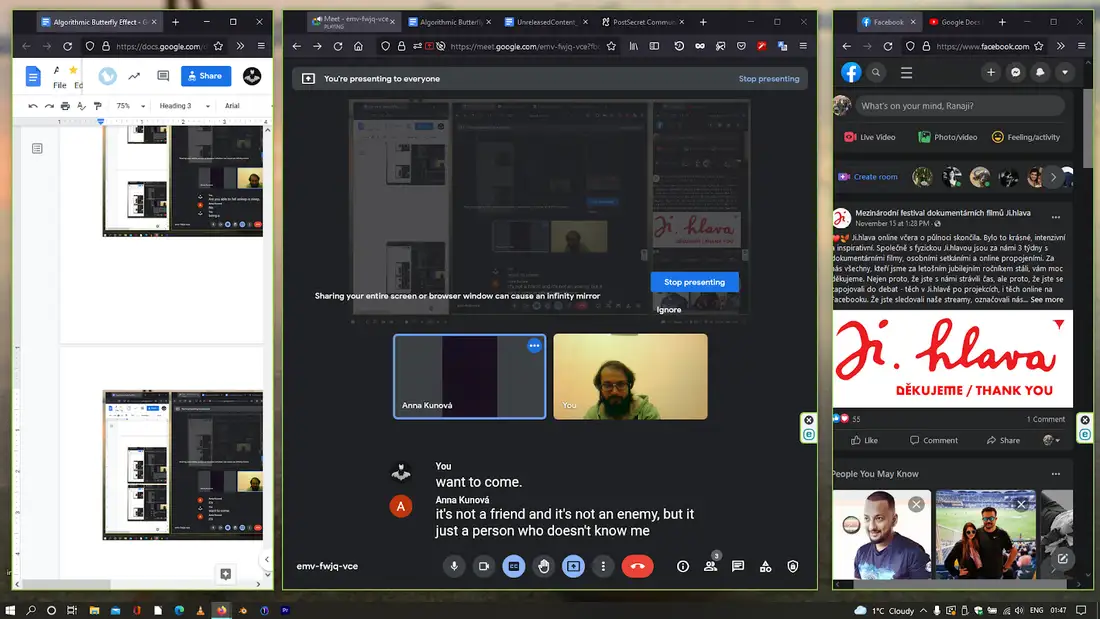 Algorithmic Butterfly Effect - G
https://docs.google.com/
File
Ed
Share
75%
Heading 3
Arial
Meet - emv-fwjq-vce
PLAYING
Algorithmic Butterfly
UnreleasedContent_
PostSecret Commun
https://meet.google.com/emv-fwjq-vce?
You're presenting to everyone
Stop presenting
Sharing your entire screen or browser window can cause an infinity mirror
Stop presenting
Ignore
Anna Kunová
You
You
want to come.
A
Anna Kunová
it's not a friend and it's not an enemy, but it
just a person who doesn't know me
emv-fwjq-vce
3
Facebook
Google Docs
https://www.facebook.com
What's on your mind, Ranaji?
Live Video
Photo/video
Feeling/activity
Create room
Mezinárodní festival dokumentárních filmů Ji.hlava
November 15 at 1:28 PM
Ji.hlava online včera o půlnoci skončila. Bylo to krásné, intenzivní
a inspirativní. Společně s fyzickou Ji.hlavou jsou za námi 3 týdny s
dokumentárními filmy, osobními setkáními a online propojeními. Za
nás všechny, kteří jsme za letošním jubilejním ročníkem stáli, vám moc
děkujeme. Nejen proto, že jste s námi strávili čas, ale proto, že jste se
zapojovali do debat - těch v Ji.hlavě po projekcích, i těch online na
Facebooku. Že jste sledovali naše streamy, označovali nás... See more
Ji. hlava
DĚKUJEME / THANK YOU
55
1 Comment
Like
Comment
Share
People You May Know
1°C Cloudy
ENG
01:47